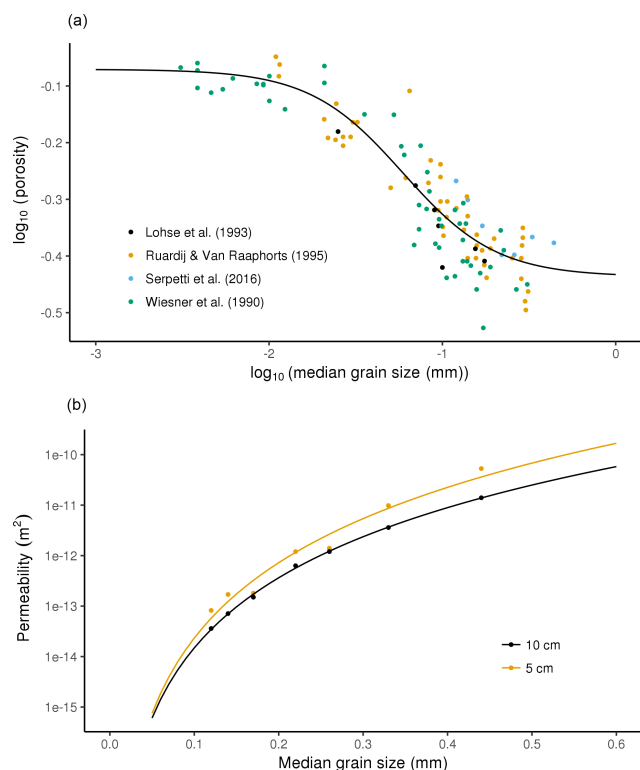 (a)
-0.1
-0.2
-0.3
-0.4
-0.5
log10 (porosity)
Lohse et al. (1993)
Ruardij & Van Raaphorts (1995)
Serpetti et al. (2016)
Wiesner et al. (1990)
-3 -2 -1 0
log10 (median grain size (mm))
(b)
1e-10
1e-11
1e-12
1e-13
1e-14
1e-15
Permeability (m2)
10 cm
5 cm
0.0 0.1 0.2 0.3 0.4 0.5 0.6
Median grain size (mm)